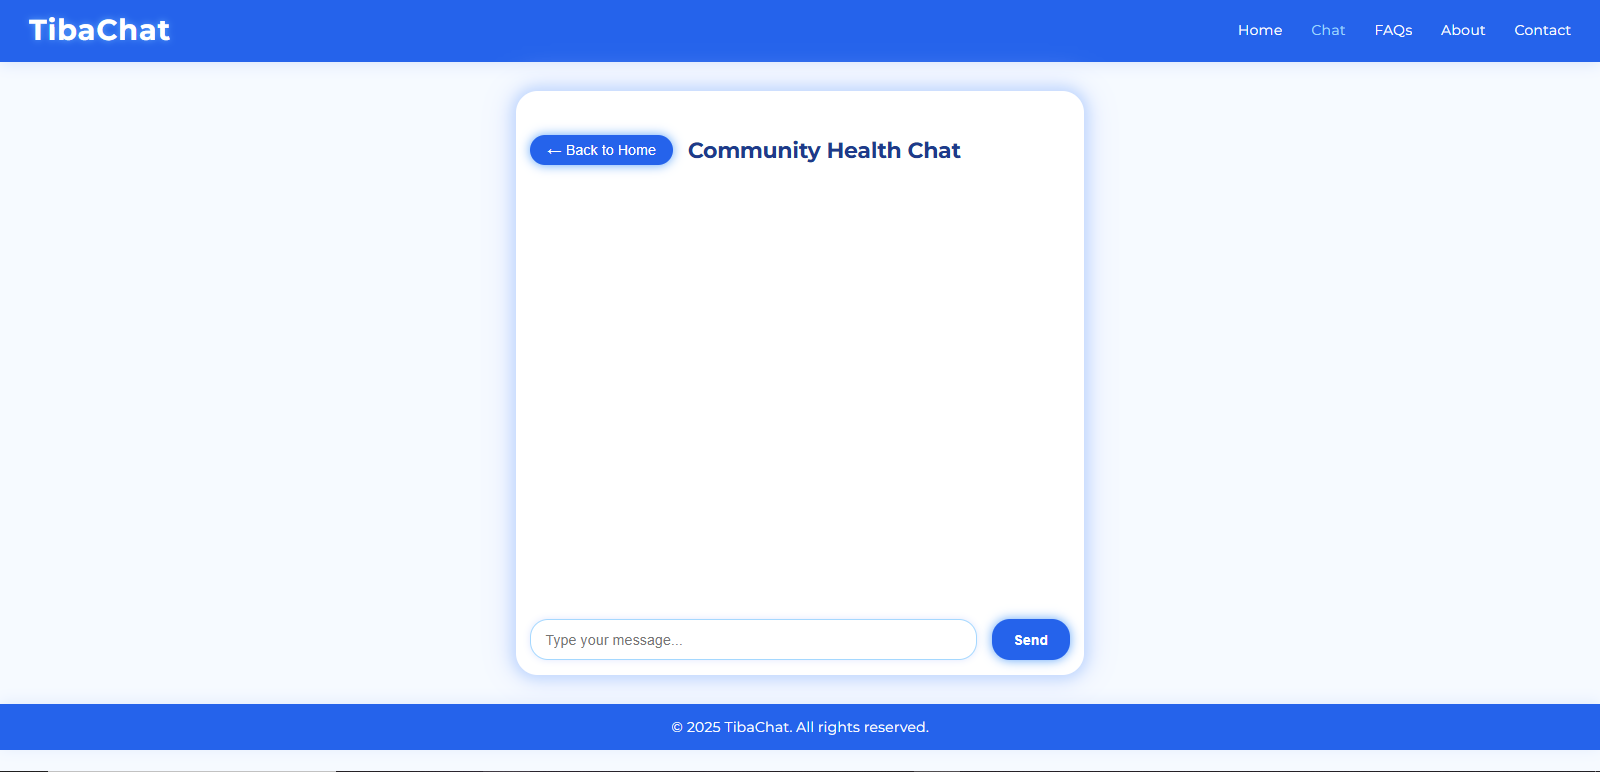 TibaChat
Home Chat FAQs About Contact
← Back to Home
Community Health Chat
Type your message...
Send
© 2025 TibaChat. All rights reserved.